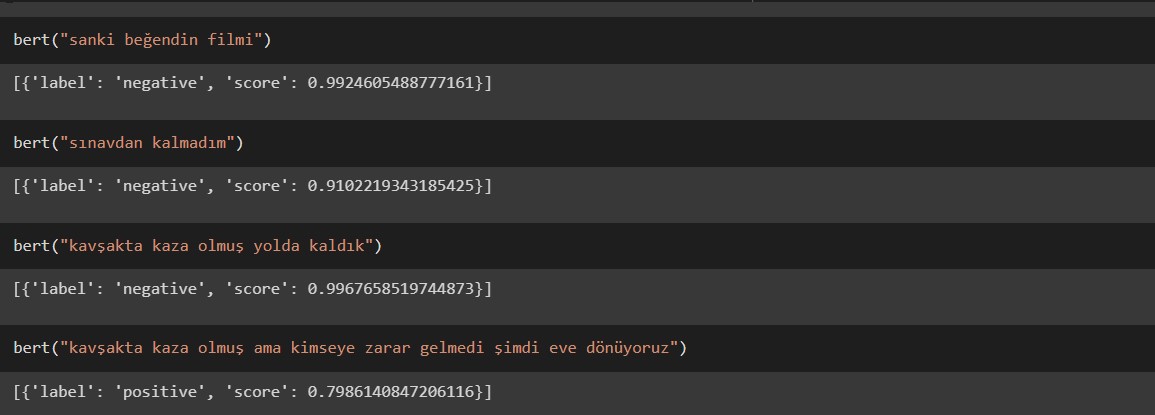 bert("sanki beğendin filmi")
[{'label': 'negative', 'score': 0.9924605488777161}]
bert("sınavdan kalmadım")
[{'label': 'negative', 'score': 0.9102219343185425}]
bert("kavşakta kaza olmuş yolda kaldık")
[{'label': 'negative', 'score': 0.9967658519744873}]
bert("kavşakta kaza olmuş ama kimseye zarar gelmedi şimdi eve dönüyoruz")
[{'label': 'positive', 'score': 0.7986140847206116}]